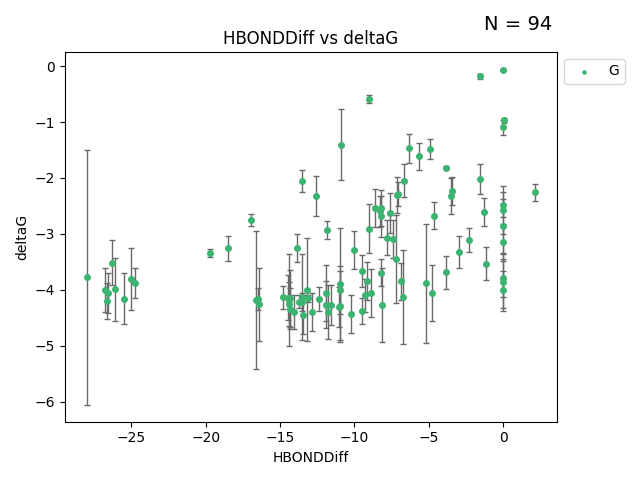 N = 94
HBONDDiff vs deltaG
G
0
−1
−2
−3
−4
−5
−6
deltaG
−25 −20 −15 −10 −5 0
HBONDDiff